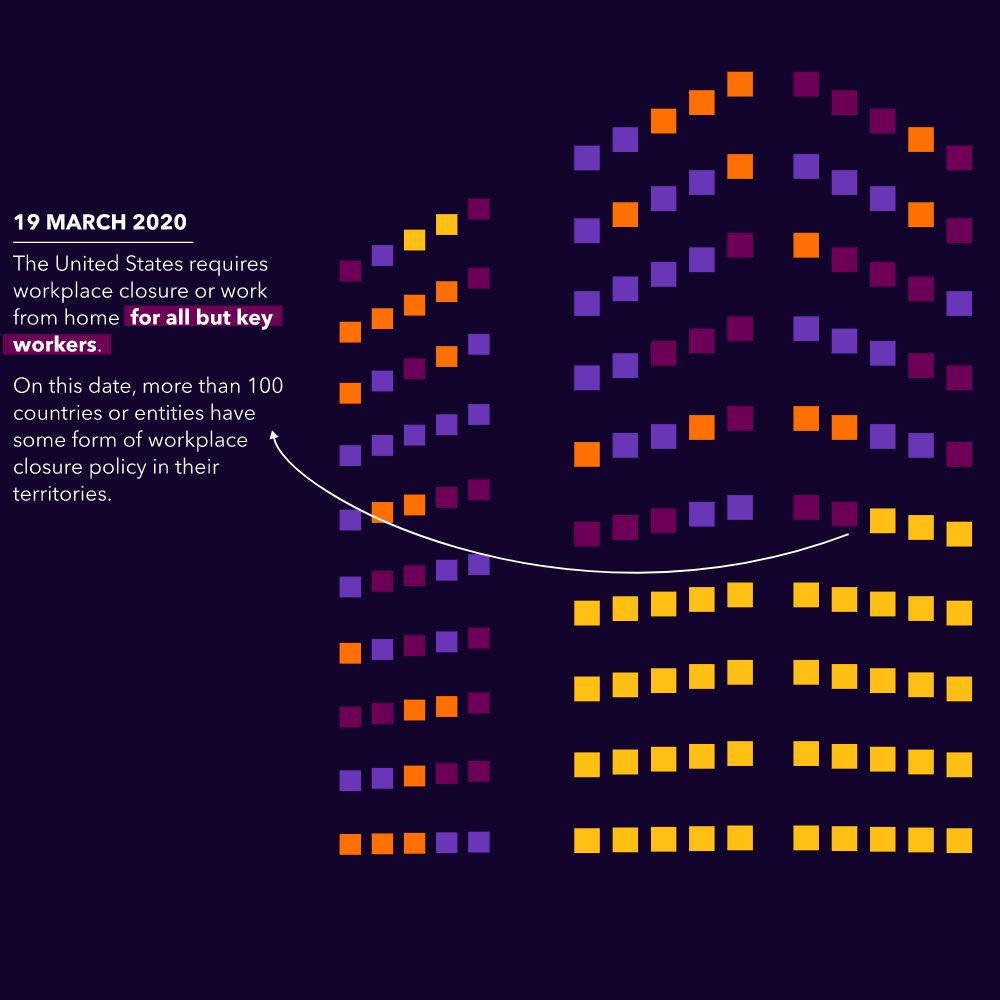 19 MARCH 2020
The United States requires
workplace closure or work
from home for all but key
workers.
On this date, more than 100
countries or entities have
some form of workplace
closure policy in their
territories.